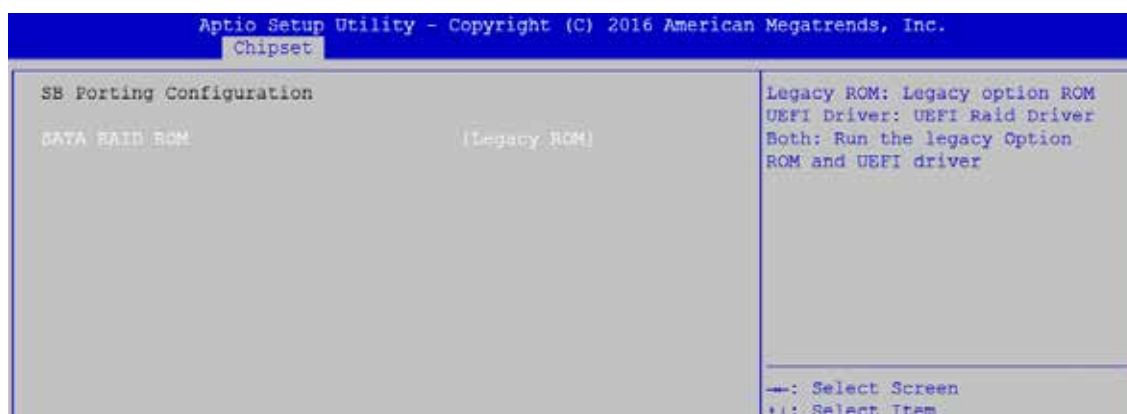 Aptio Setup Utility - Copyright (C) 2016 American Megatrends, Inc.
Chipset
SB Porting Configuration
SATA RAID ROM [Legacy ROM]
Legacy ROM: Legacy option ROM
UEFI Driver: UEFI Raid Driver
Both: Run the legacy Option
ROM and UEFI driver
→←: Select Screen
↑↓: Select Item